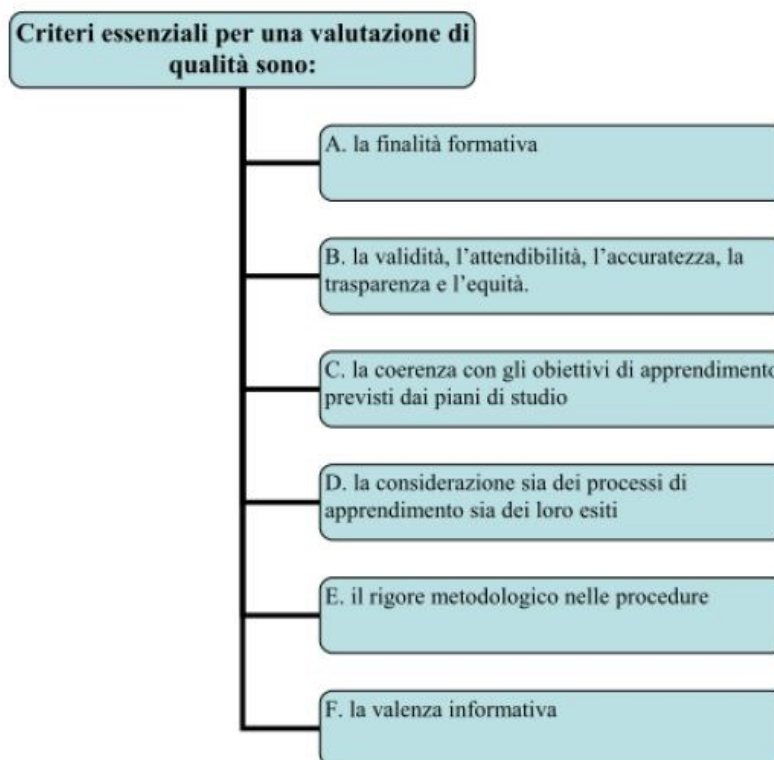 Criteri essenziali per una valutazione di
qualità sono:
A. la finalità formativa
B. la validità, l'attendibilità, l'accuratezza, la
trasparenza e l'equità.
C. la coerenza con gli obiettivi di apprendimento
previsti dai piani di studio
D. la considerazione sia dei processi di
apprendimento sia dei loro esiti
E. il rigore metodologico nelle procedure
F. la valenza informativa